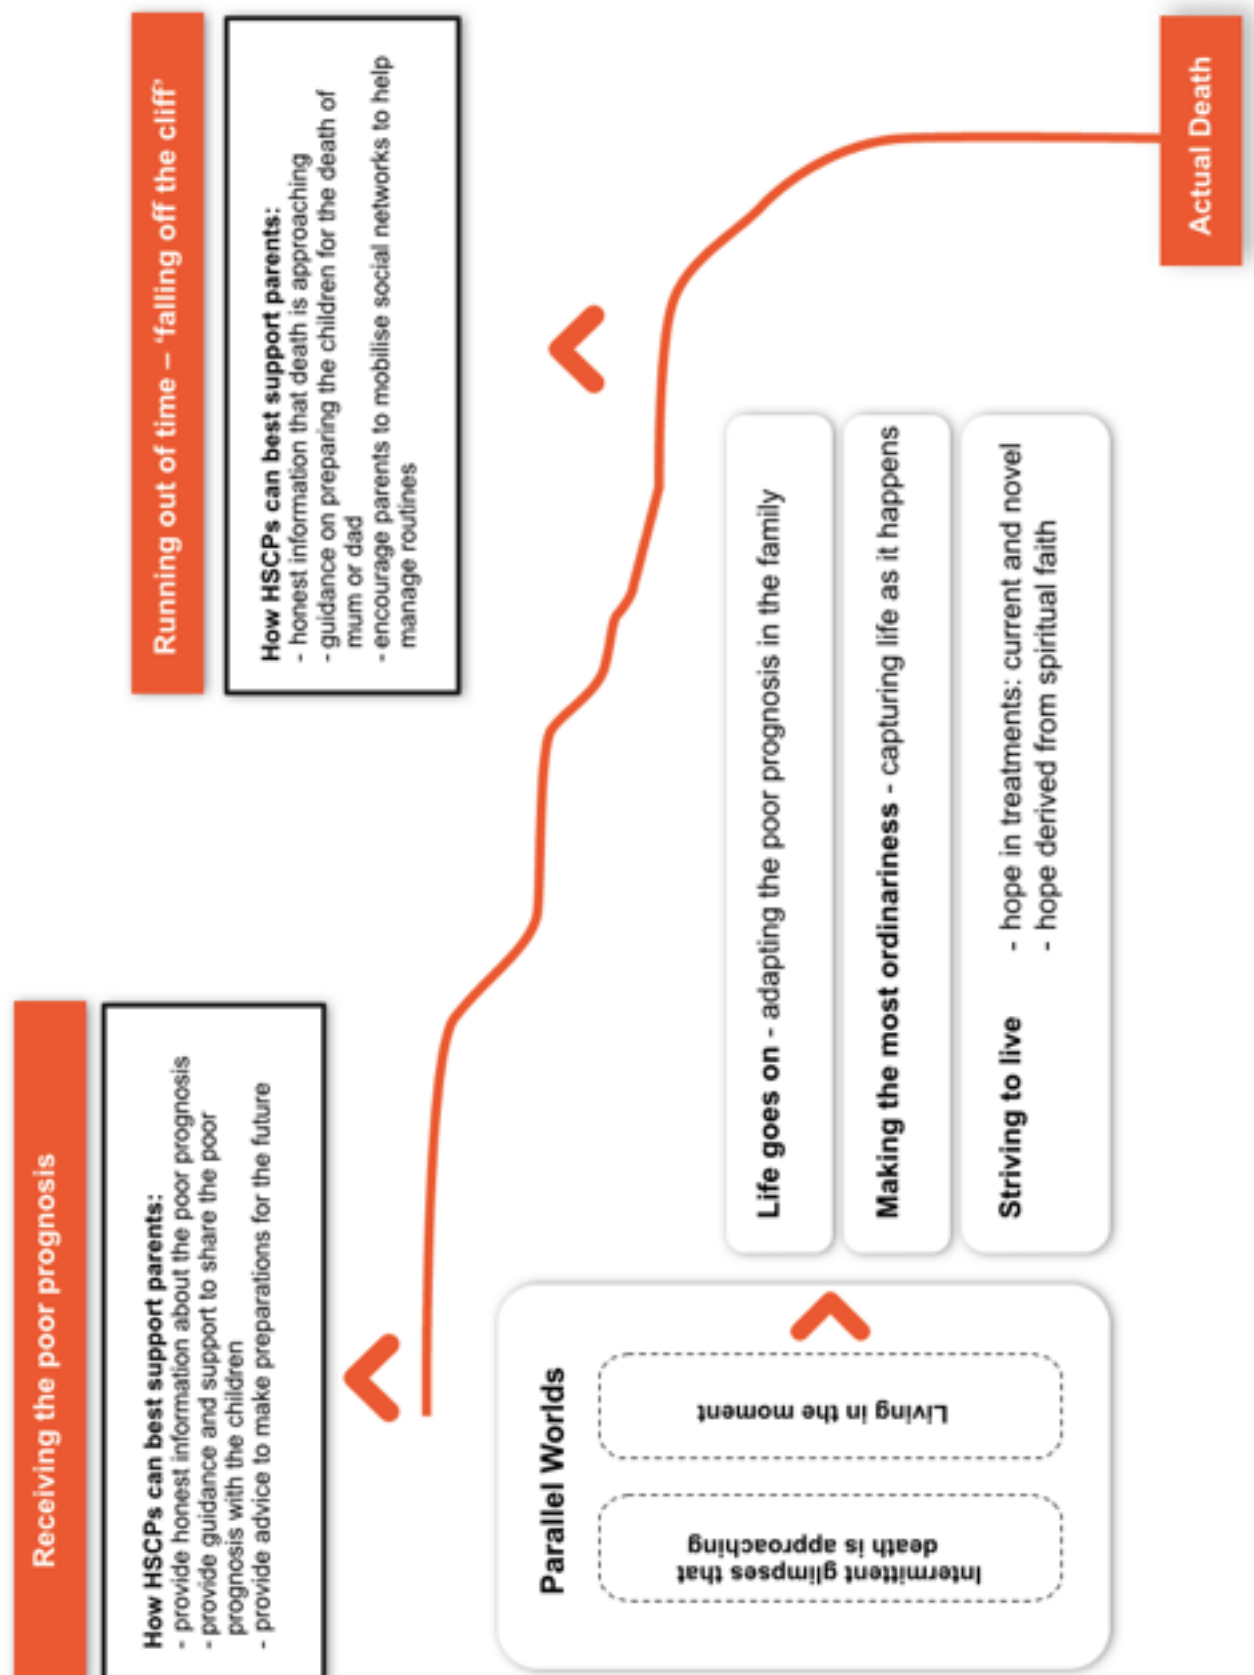 Receiving the poor prognosis
How HSCPs can best support parents:
- provide honest information about the poor prognosis
- provide guidance and support to share the poor
prognosis with the children
- provide advice to make preparations for the future
Running out of time – 'falling off the cliff'
How HSCPs can best support parents:
- honest information that death is approaching
- guidance on preparing the children for the death of
mum or dad
- encourage parents to mobilise social networks to help
manage routines
Parallel Worlds
Intermittent glimpses that
death is approaching
Living in the moment
Life goes on - adapting the poor prognosis in the family
Making the most ordinariness - capturing life as it happens
Striving to live - hope in treatments: current and novel
- hope derived from spiritual faith
Actual Death